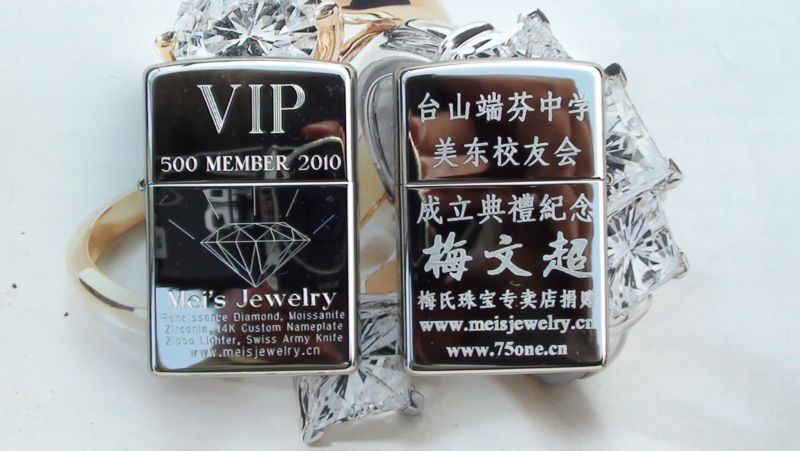 VIP
500 MEMBER 2010
Mei's Jewelry
Renaissance Diamond, Moissanite
Zirconia, 14K Custom Nameplate
Zippo Lighter, Swiss Army Knife
www.meisjewelry.cn
台山端芬中学
美东校友会
成立典禮紀念
梅文超
梅氏珠宝专卖店捐赠
www.meisjewelry.cn
www.75one.cn